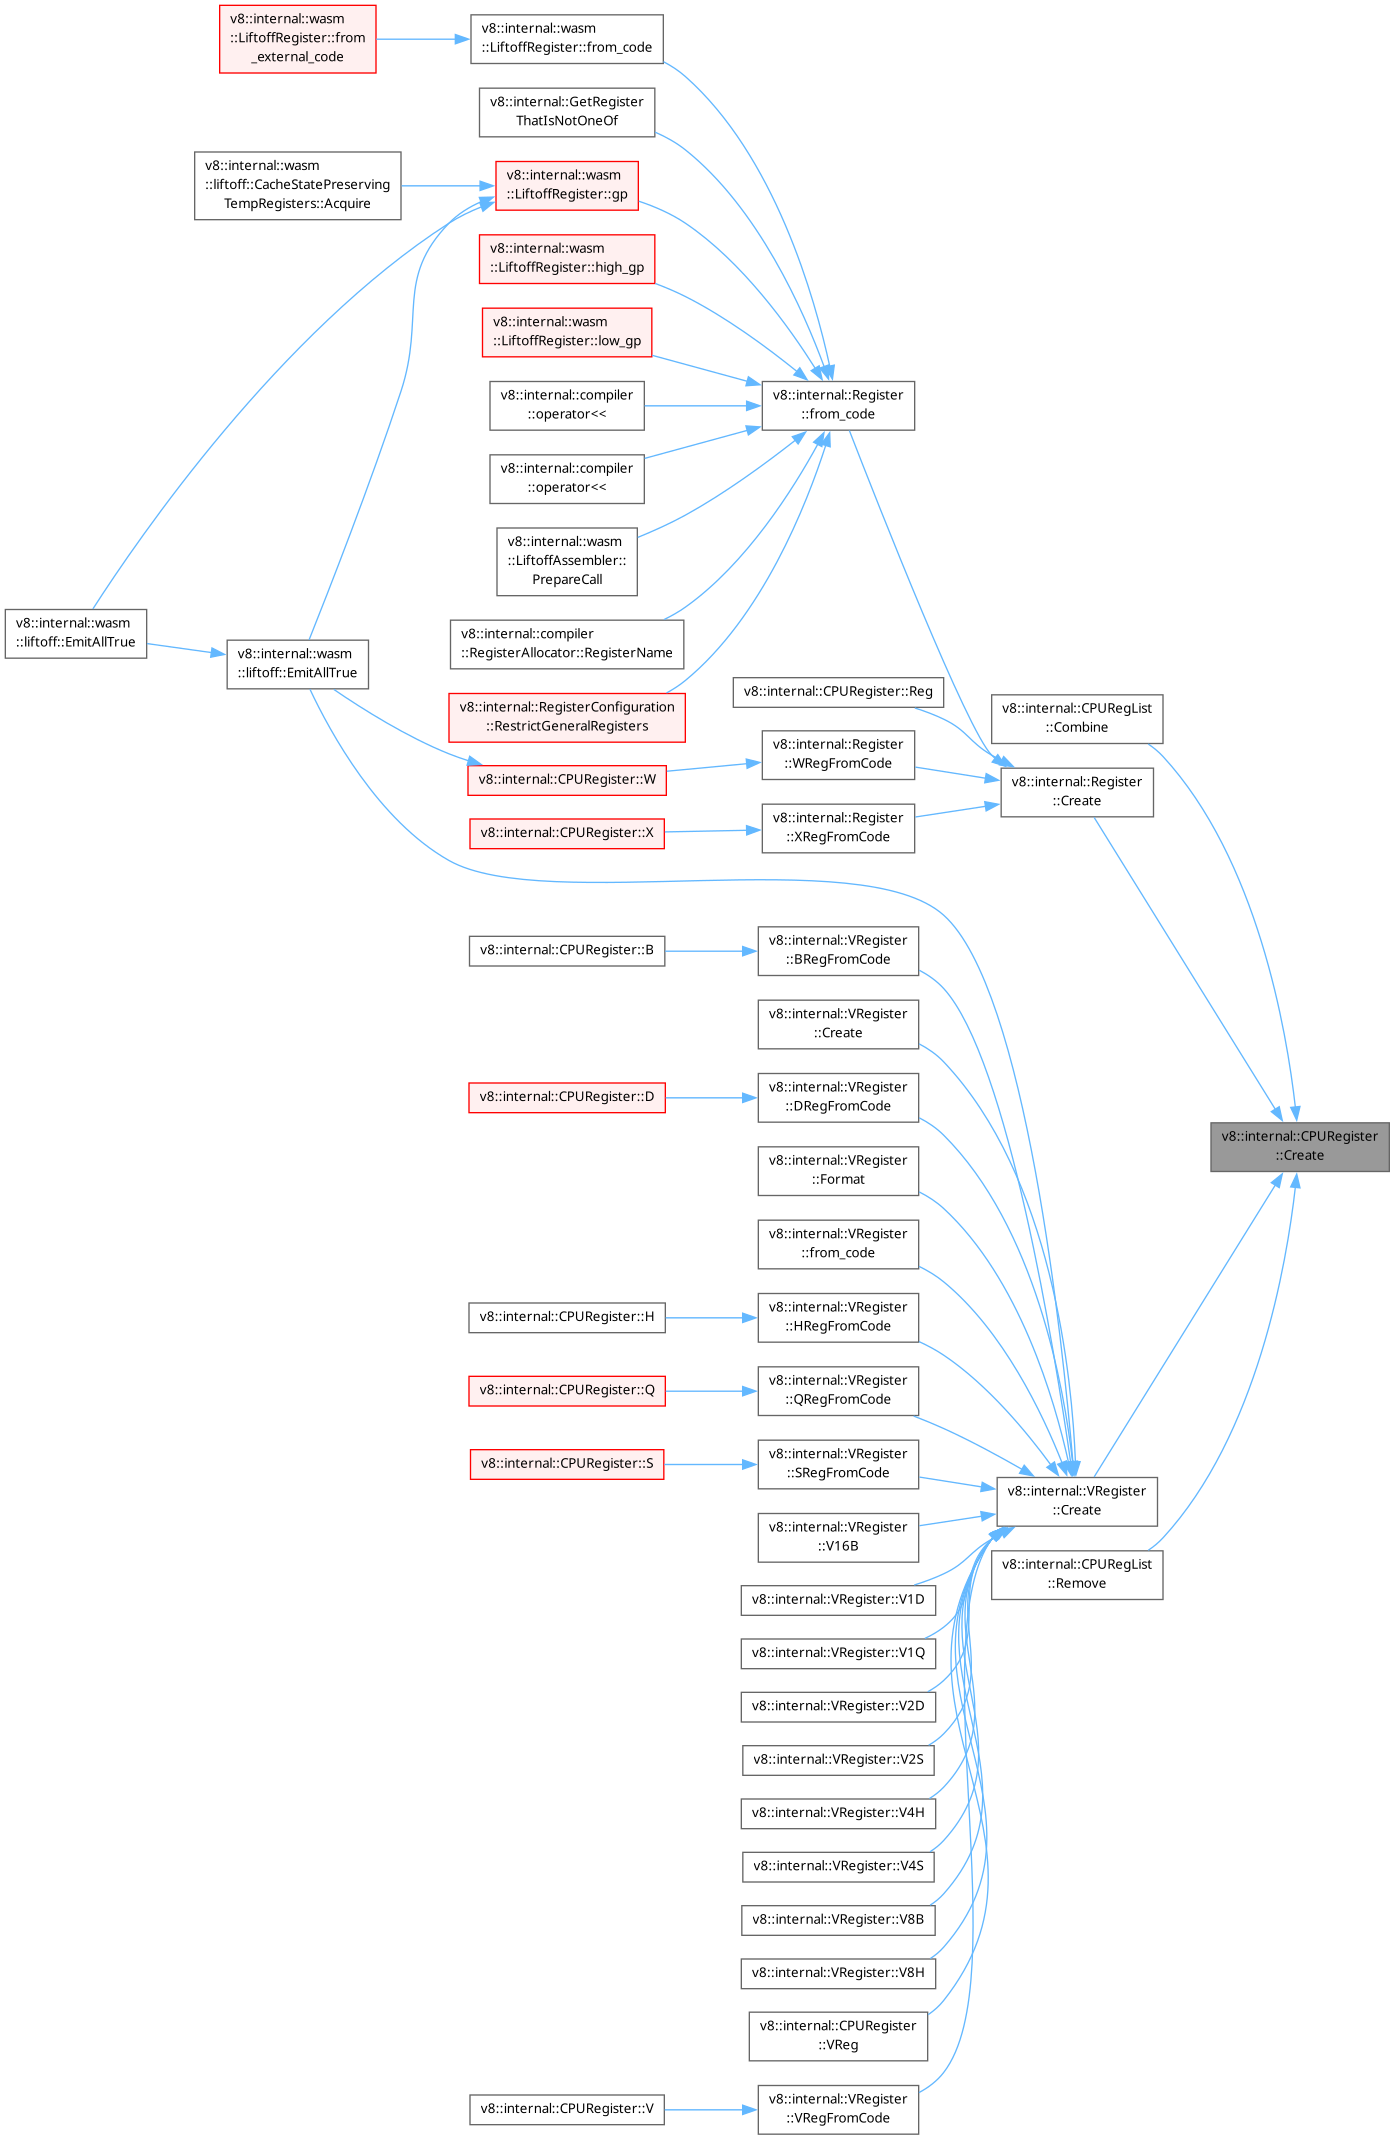 v8::internal::wasm
::LiftoffRegister::from
_external_code
v8::internal::wasm
::LiftoffRegister::from_code
v8::internal::GetRegister
ThatIsNotOneOf
v8::internal::wasm
::liftoff::CacheStatePreserving
TempRegisters::Acquire
v8::internal::wasm
::LiftoffRegister::gp
v8::internal::wasm
::LiftoffRegister::high_gp
v8::internal::wasm
::LiftoffRegister::low_gp
v8::internal::compiler
::operator<<
v8::internal::Register
::from_code
v8::internal::compiler
::operator<<
v8::internal::wasm
::LiftoffAssembler::
PrepareCall
v8::internal::wasm
::liftoff::EmitAllTrue
v8::internal::wasm
::liftoff::EmitAllTrue
v8::internal::compiler
::RegisterAllocator::RegisterName
v8::internal::RegisterConfiguration
::RestrictGeneralRegisters
v8::internal::CPURegister::Reg
v8::internal::CPURegList
::Combine
v8::internal::CPURegister::W
v8::internal::Register
::WRegFromCode
v8::internal::Register
::Create
v8::internal::CPURegister::X
v8::internal::Register
::XRegFromCode
v8::internal::CPURegister::B
v8::internal::VRegister
::BRegFromCode
v8::internal::VRegister
::Create
v8::internal::CPURegister::D
v8::internal::VRegister
::DRegFromCode
v8::internal::CPURegister
::Create
v8::internal::VRegister
::Format
v8::internal::VRegister
::from_code
v8::internal::CPURegister::H
v8::internal::VRegister
::HRegFromCode
v8::internal::CPURegister::Q
v8::internal::VRegister
::QRegFromCode
v8::internal::CPURegister::S
v8::internal::VRegister
::SRegFromCode
v8::internal::VRegister
::Create
v8::internal::VRegister
::V16B
v8::internal::CPURegList
::Remove
v8::internal::VRegister::V1D
v8::internal::VRegister::V1Q
v8::internal::VRegister::V2D
v8::internal::VRegister::V2S
v8::internal::VRegister::V4H
v8::internal::VRegister::V4S
v8::internal::VRegister::V8B
v8::internal::VRegister::V8H
v8::internal::CPURegister
::VReg
v8::internal::CPURegister::V
v8::internal::VRegister
::VRegFromCode